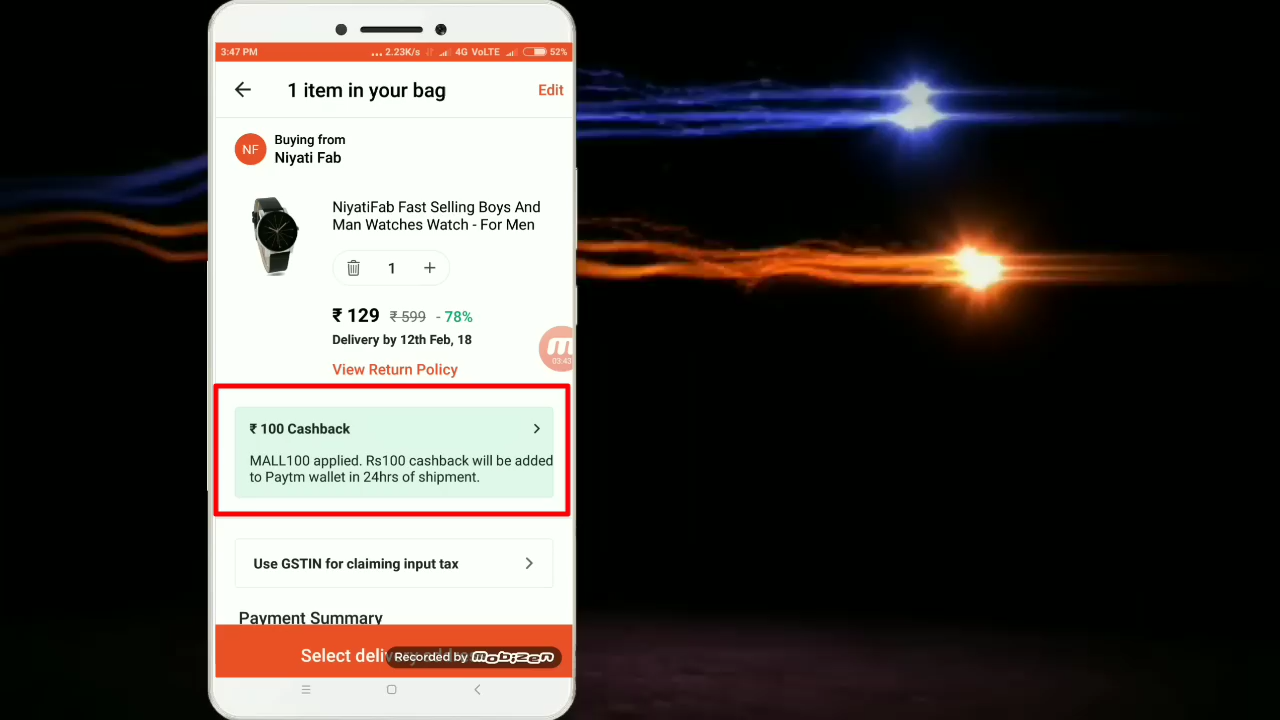 3:47 PM
... 2.23K/s 4G VoLTE 52%
1 item in your bag
Edit
NF
Buying from
Niyati Fab
NiyatiFab Fast Selling Boys And
Man Watches Watch - For Men
1 +
₹ 129 ₹ 599 - 78%
Delivery by 12th Feb, 18
03:43
View Return Policy
₹ 100 Cashback
MALL100 applied. Rs100 cashback will be added
to Paytm wallet in 24hrs of shipment.
Use GSTIN for claiming input tax
Payment Summary
Select
Recorded by mobizen